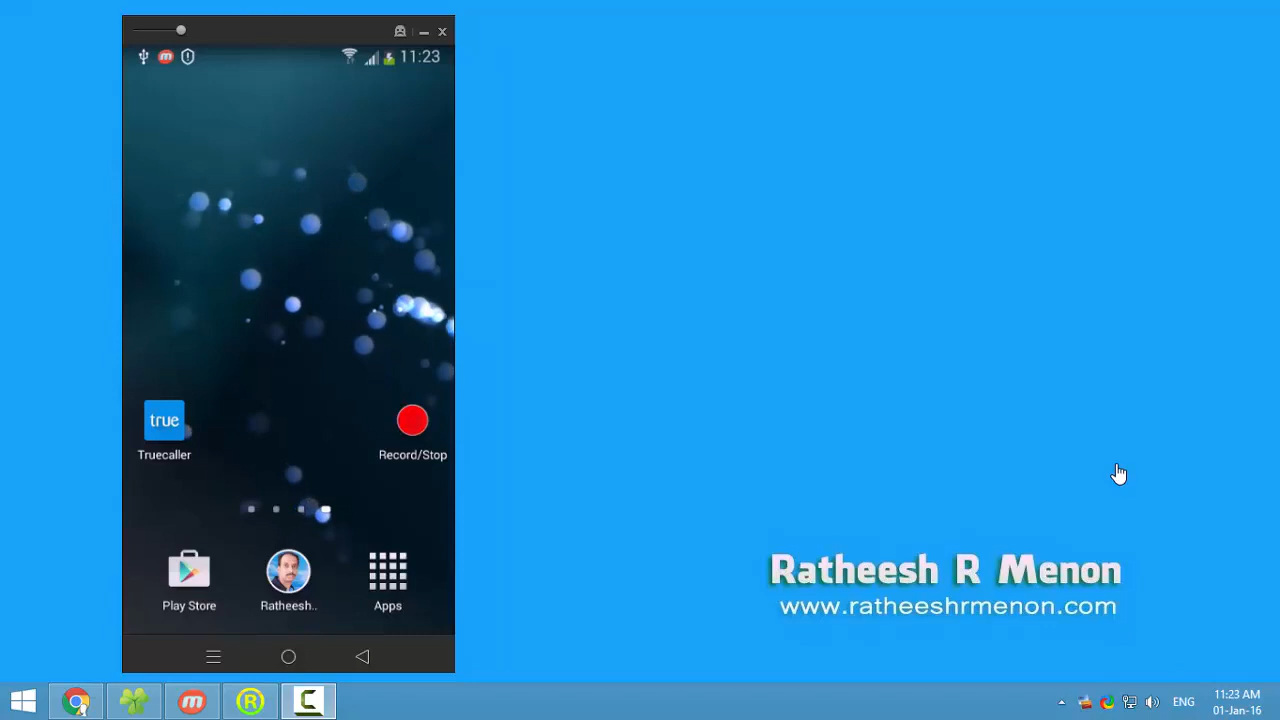 11:23
true
Truecaller
Record/Stop
Play Store
Ratheesh..
Apps
Ratheesh R Menon
www.ratheeshrmenon.com
ENG
11:23 AM
01-Jan-16